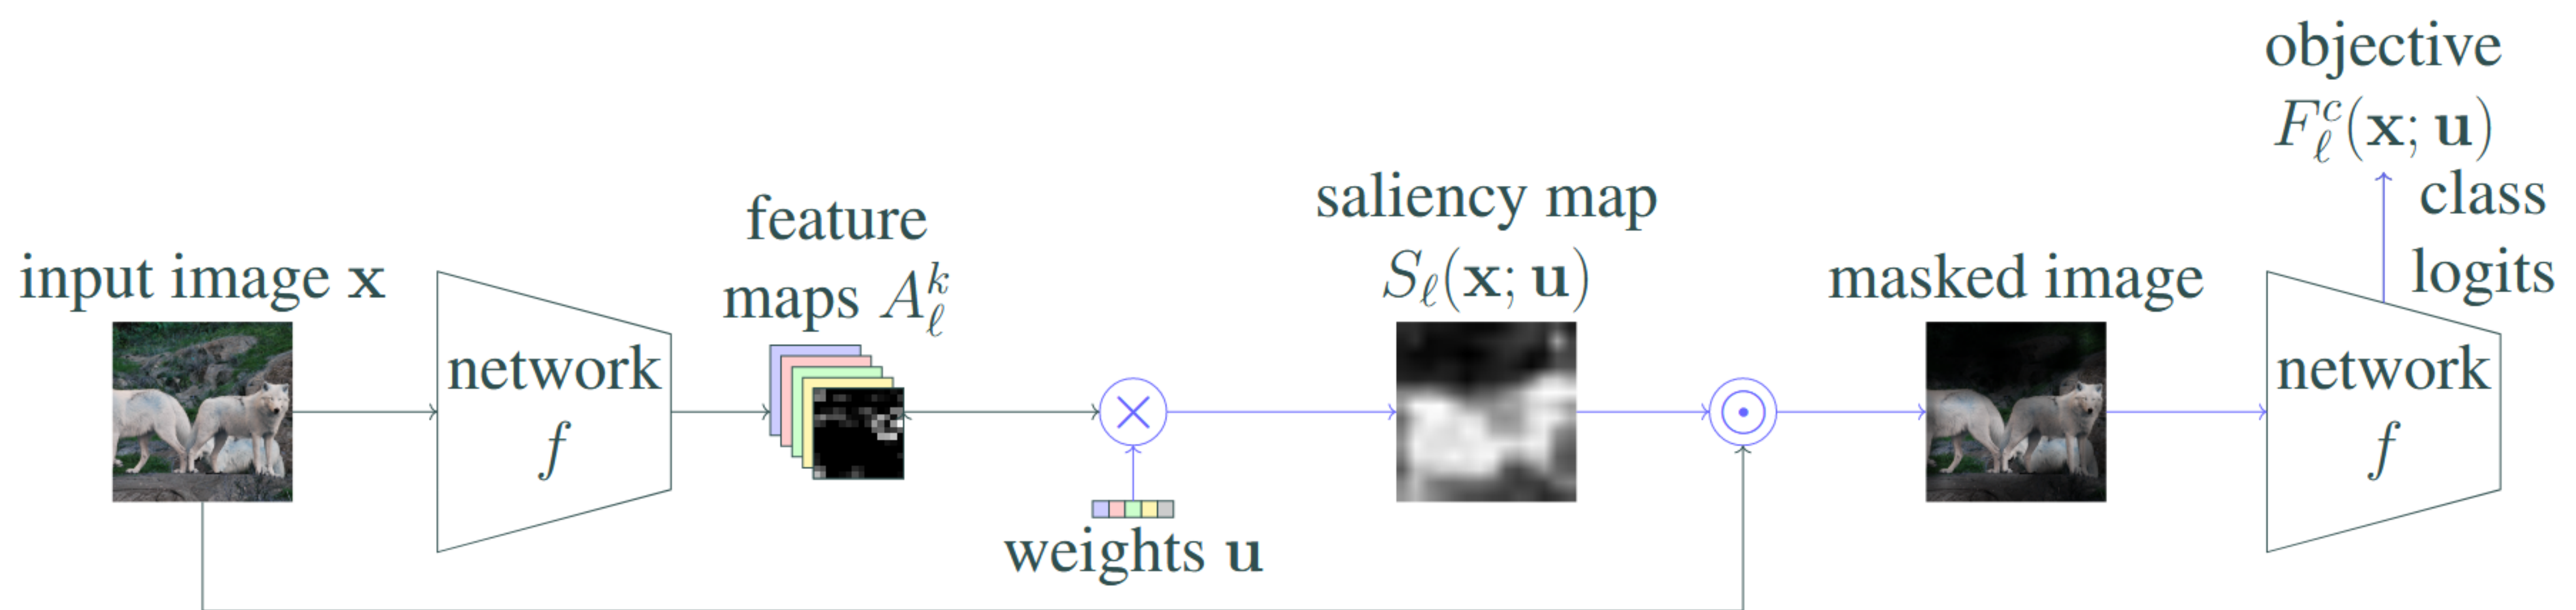 input image x
network
f
feature
maps A_ℓ^k
weights u
saliency map
S_ℓ(x; u)
masked image
network
f
class
logits
objective
F_ℓ^c(x; u)